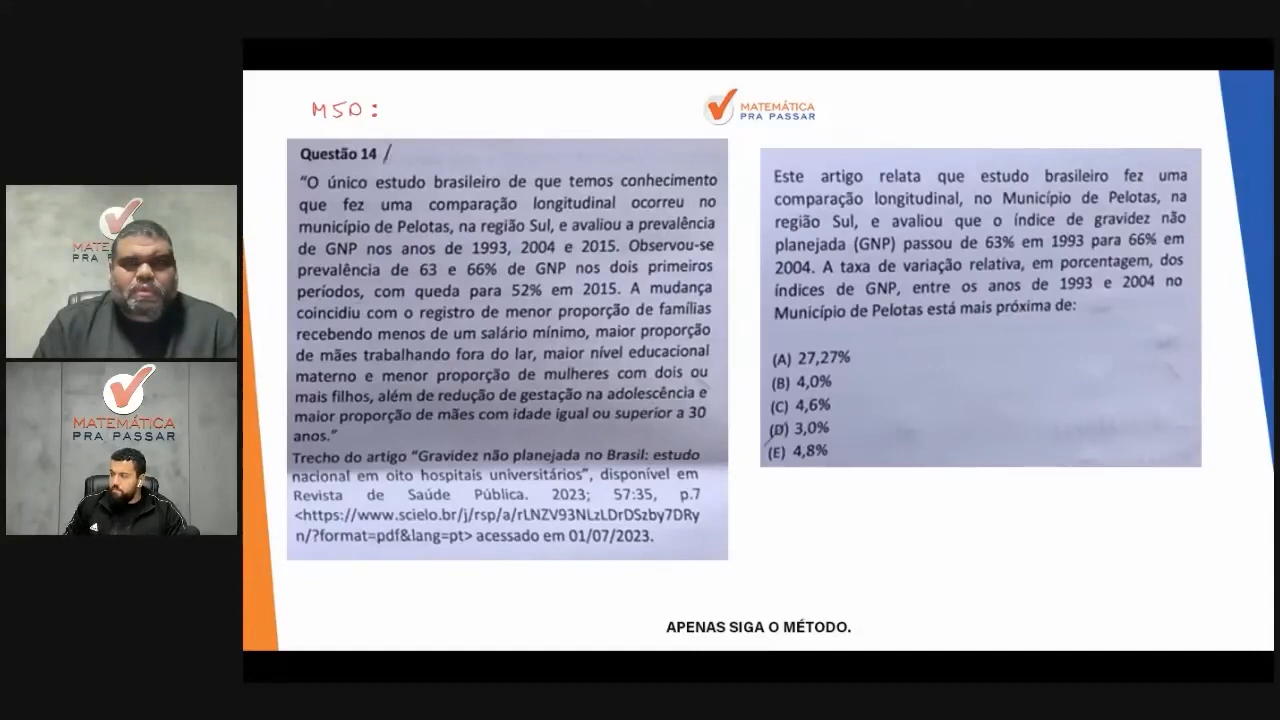 M50:
MATEMÁTICA
PRA PASSAR
Questão 14 /
“O único estudo brasileiro de que temos conhecimento
que fez uma comparação longitudinal ocorreu no
município de Pelotas, na região Sul, e avaliou a prevalência
de GNP nos anos de 1993, 2004 e 2015. Observou-se
prevalência de 63 e 66% de GNP nos dois primeiros
períodos, com queda para 52% em 2015. A mudança
coincidiu com o registro de menor proporção de famílias
recebendo menos de um salário mínimo, maior proporção
de mães trabalhando fora do lar, maior nível educacional
materno e menor proporção de mulheres com dois ou
mais filhos, além de redução de gestação na adolescência e
maior proporção de mães com idade igual ou superior a 30
anos.”
Trecho do artigo “Gravidez não planejada no Brasil: estudo
nacional em oito hospitais universitários”, disponível em
Revista de Saúde Pública. 2023; 57:35, p.7
<https://www.scielo.br/j/rsp/a/rLNZV93NLzLDrDSzby7DRy
n/?format=pdf&lang=pt> acessado em 01/07/2023.
Este artigo relata que estudo brasileiro fez uma
comparação longitudinal, no Município de Pelotas, na
região Sul, e avaliou que o índice de gravidez não
planejada (GNP) passou de 63% em 1993 para 66% em
2004. A taxa de variação relativa, em porcentagem, dos
índices de GNP, entre os anos de 1993 e 2004 no
Município de Pelotas está mais próxima de:
(A) 27,27%
(B) 4,0%
(C) 4,6%
(D) 3,0%
(E) 4,8%
APENAS SIGA O MÉTODO.
MATE
PRA P
MATEMÁTICA
PRA PASSAR